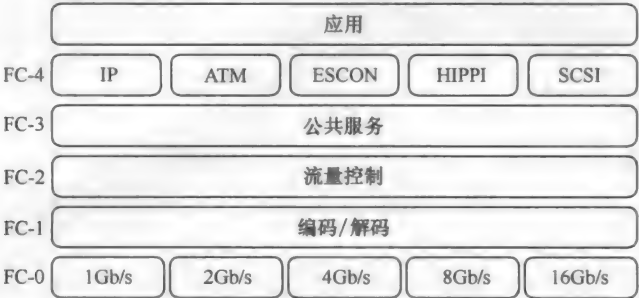 应用
FC-4 IP ATM ESCON HIPPI SCSI
FC-3 公共服务
FC-2 流量控制
FC-1 编码/解码
FC-0 1Gb/s 2Gb/s 4Gb/s 8Gb/s 16Gb/s